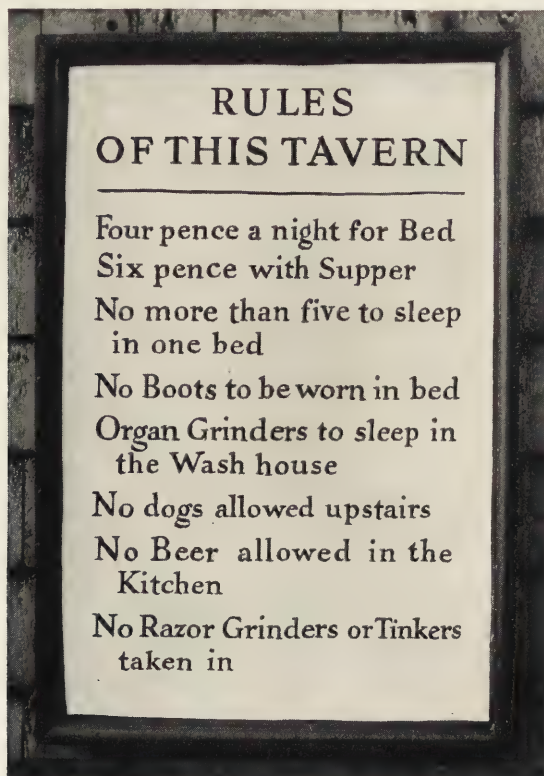 RULES
OF THIS TAVERN
Four pence a night for Bed
Six pence with Supper
No more than five to sleep
in one bed
No Boots to be worn in bed
Organ Grinders to sleep in
the Wash house
No dogs allowed upstairs
No Beer allowed in the
Kitchen
No Razor Grinders or Tinkers
taken in